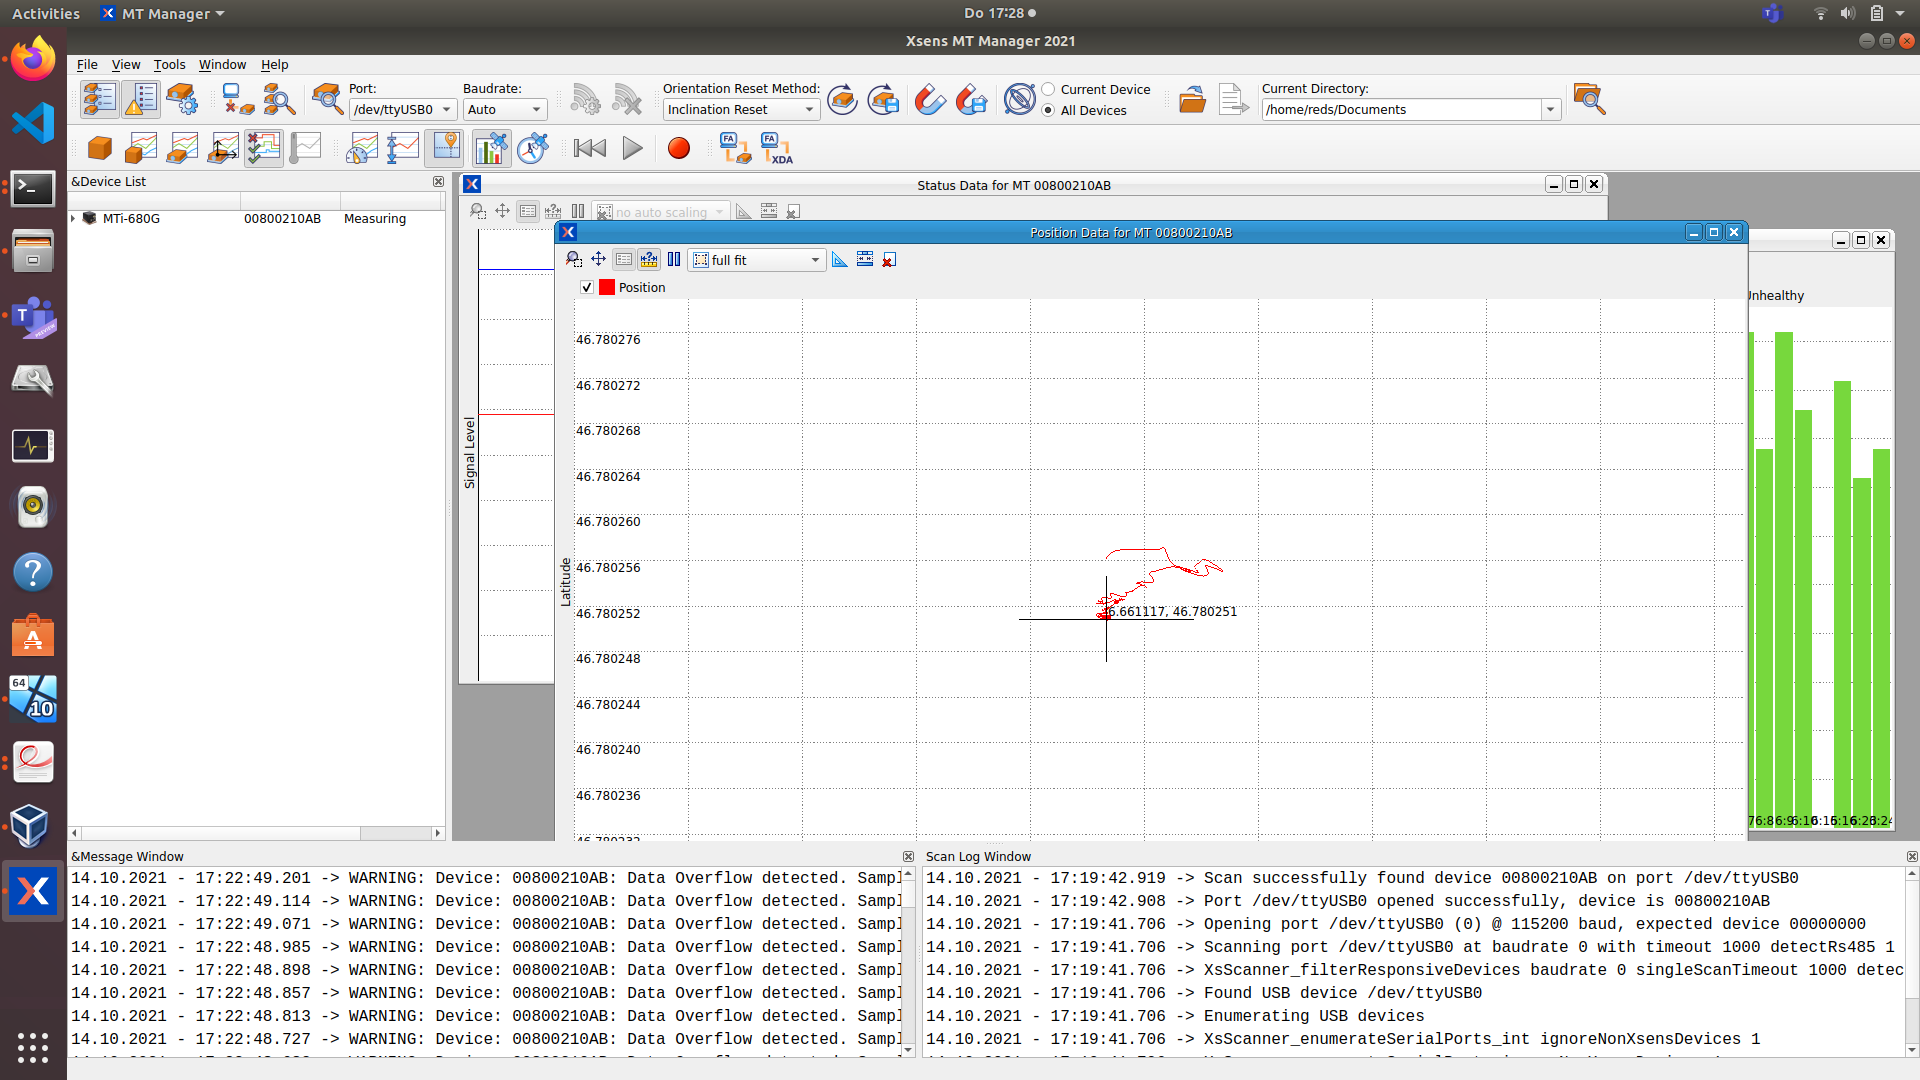 Activities
MT Manager
Do 17:28
Xsens MT Manager 2021
File View Tools Window Help
Port:
/dev/ttyUSB0
Baudrate:
Auto
Orientation Reset Method:
Inclination Reset
Current Device
All Devices
Current Directory:
/home/reds/Documents
FA
FA
XDA
&Device List
MTi-680G 00800210AB Measuring
Status Data for MT 00800210AB
no auto scaling
Signal Level
Position Data for MT 00800210AB
full fit
Position
Latitude
46.780276
46.780272
46.780268
46.780264
46.780260
46.780256
46.780252
46.780248
46.780244
46.780240
46.780236
46.780232
6.661117, 46.780251
Unhealthy
6:8 6:9 6:10 6:15 6:16 6:23 6:24
64
10
PREVIEW
&Message Window
14.10.2021 - 17:22:49.201 -> WARNING: Device: 00800210AB: Data Overflow detected. Sampl
14.10.2021 - 17:22:49.114 -> WARNING: Device: 00800210AB: Data Overflow detected. Sampl
14.10.2021 - 17:22:49.071 -> WARNING: Device: 00800210AB: Data Overflow detected. Sampl
14.10.2021 - 17:22:48.985 -> WARNING: Device: 00800210AB: Data Overflow detected. Sampl
14.10.2021 - 17:22:48.898 -> WARNING: Device: 00800210AB: Data Overflow detected. Sampl
14.10.2021 - 17:22:48.857 -> WARNING: Device: 00800210AB: Data Overflow detected. Sampl
14.10.2021 - 17:22:48.813 -> WARNING: Device: 00800210AB: Data Overflow detected. Sampl
14.10.2021 - 17:22:48.727 -> WARNING: Device: 00800210AB: Data Overflow detected. Sampl
Scan Log Window
14.10.2021 - 17:19:42.919 -> Scan successfully found device 00800210AB on port /dev/ttyUSB0
14.10.2021 - 17:19:42.908 -> Port /dev/ttyUSB0 opened successfully, device is 00800210AB
14.10.2021 - 17:19:41.706 -> Opening port /dev/ttyUSB0 (0) @ 115200 baud, expected device 00000000
14.10.2021 - 17:19:41.706 -> Scanning port /dev/ttyUSB0 at baudrate 0 with timeout 1000 detectRs485 1
14.10.2021 - 17:19:41.706 -> XsScanner_filterResponsiveDevices baudrate 0 singleScanTimeout 1000 detec
14.10.2021 - 17:19:41.706 -> Found USB device /dev/ttyUSB0
14.10.2021 - 17:19:41.706 -> Enumerating USB devices
14.10.2021 - 17:19:41.706 -> XsScanner_enumerateSerialPorts_int ignoreNonXsensDevices 1